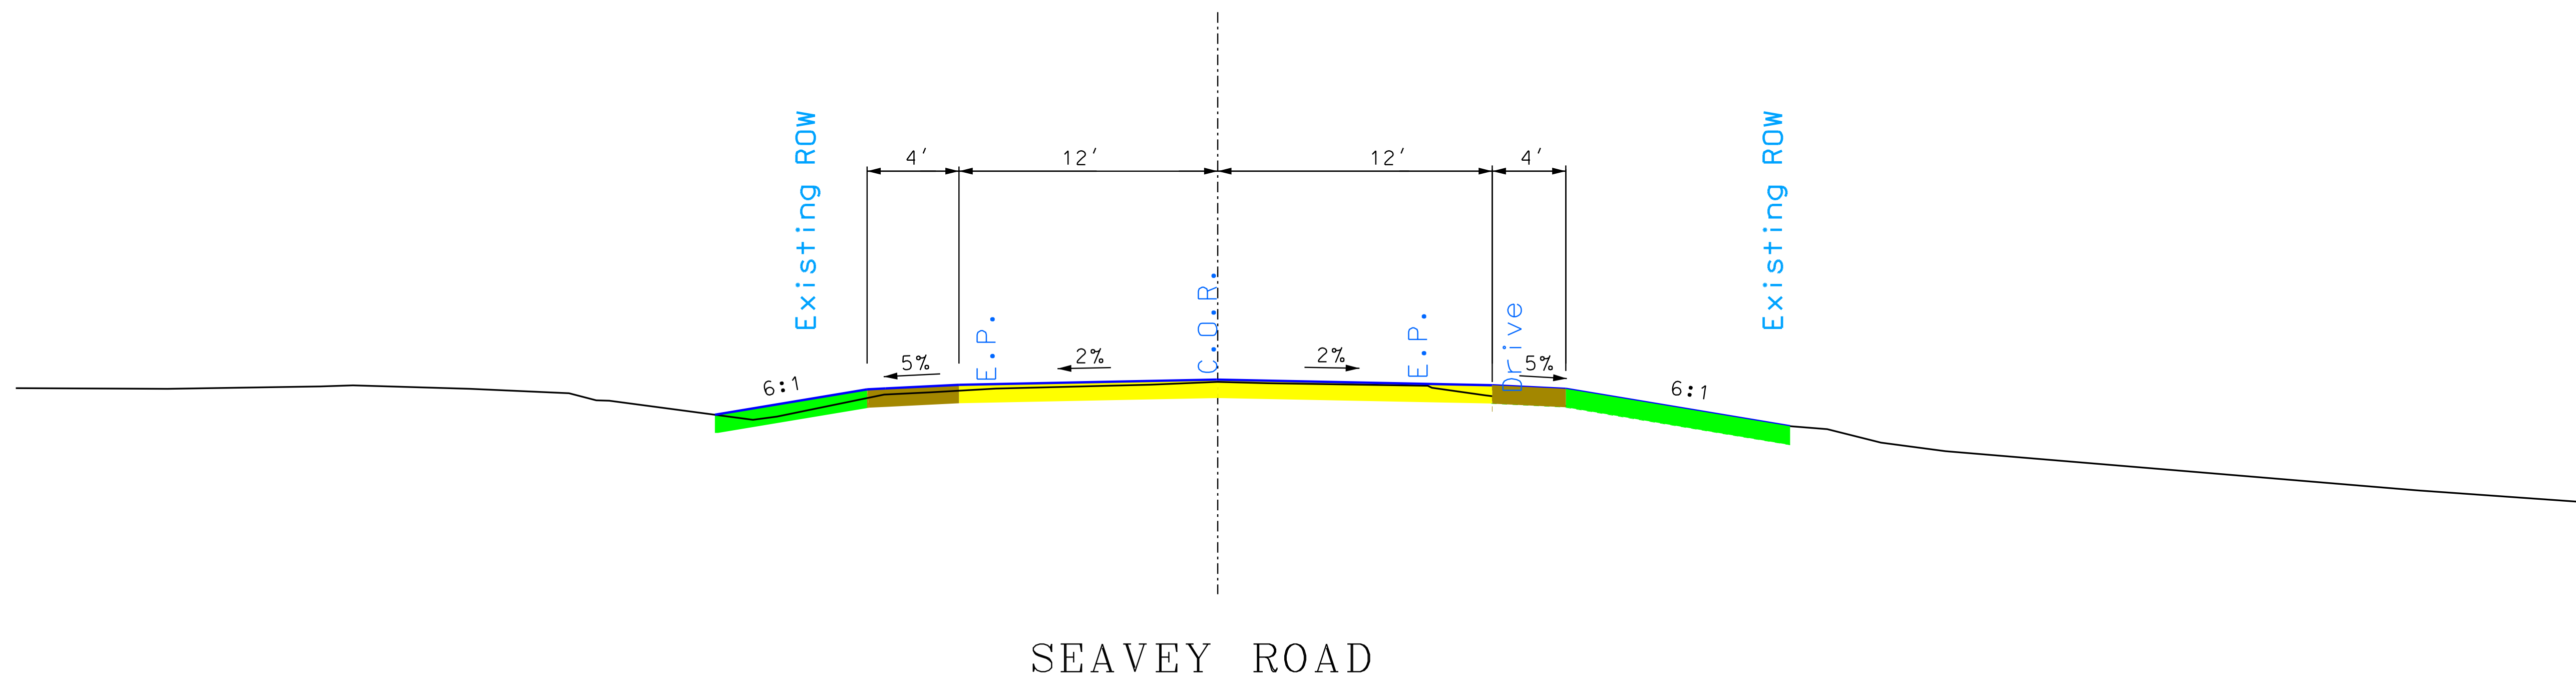 Existing ROW
Existing ROW
4'
12'
12'
4'
E.P.
C.O.R.
E.P.
Drive
5%
2%
2%
5%
6:1
6:1
SEAVEY ROAD